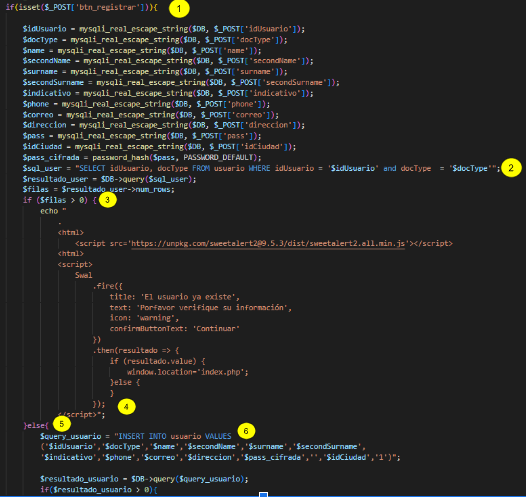 if(isset($_POST['btn_registrar'])){ 1
$idUsuario = mysqli_real_escape_string($DB, $_POST['idUsuario']);
$docType = mysqli_real_escape_string($DB, $_POST['docType']);
$name = mysqli_real_escape_string($DB, $_POST['name']);
$secondName = mysqli_real_escape_string($DB, $_POST['secondName']);
$surname = mysqli_real_escape_string($DB, $_POST['surname']);
$secondSurname = mysqli_real_escape_string($DB, $_POST['secondSurname']);
$indicativo = mysqli_real_escape_string($DB, $_POST['indicativo']);
$phone = mysqli_real_escape_string($DB, $_POST['phone']);
$correo = mysqli_real_escape_string($DB, $_POST['correo']);
$direccion = mysqli_real_escape_string($DB, $_POST['direccion']);
$pass = mysqli_real_escape_string($DB, $_POST['pass']);
$idCiudad = mysqli_real_escape_string($DB, $_POST['idCiudad']);
$pass_cifrada = password_hash($pass, PASSWORD_DEFAULT);
$sql_user = "SELECT idUsuario, docType FROM usuario WHERE idUsuario = '$idUsuario' and docType = '$docType'"; 2
$resultado_user = $DB->query($sql_user);
$filas = $resultado_user->num_rows;
if ($filas > 0) { 3
echo "
.
<html>
<script src='https://unpkg.com/sweetalert2@9.5.3/dist/sweetalert2.all.min.js'></script>
<html>
<script>
Swal
.fire({
title: 'El usuario ya existe',
text: 'Porfavor verifique su información',
icon: 'warning',
confirmButtonText: 'Continuar'
})
.then(resultado => {
if (resultado.value) {
window.location='index.php';
}else {
}
}); 4
</script>";
}else{ 5
$query_usuario = "INSERT INTO usuario VALUES 6
('$idUsuario','$docType','$name','$secondName','$surname','$secondSurname',
'$indicativo','$phone','$correo','$direccion','$pass_cifrada','','$idCiudad','1')";
$resultado_usuario = $DB->query($query_usuario);
if($resultado_usuario > 0){